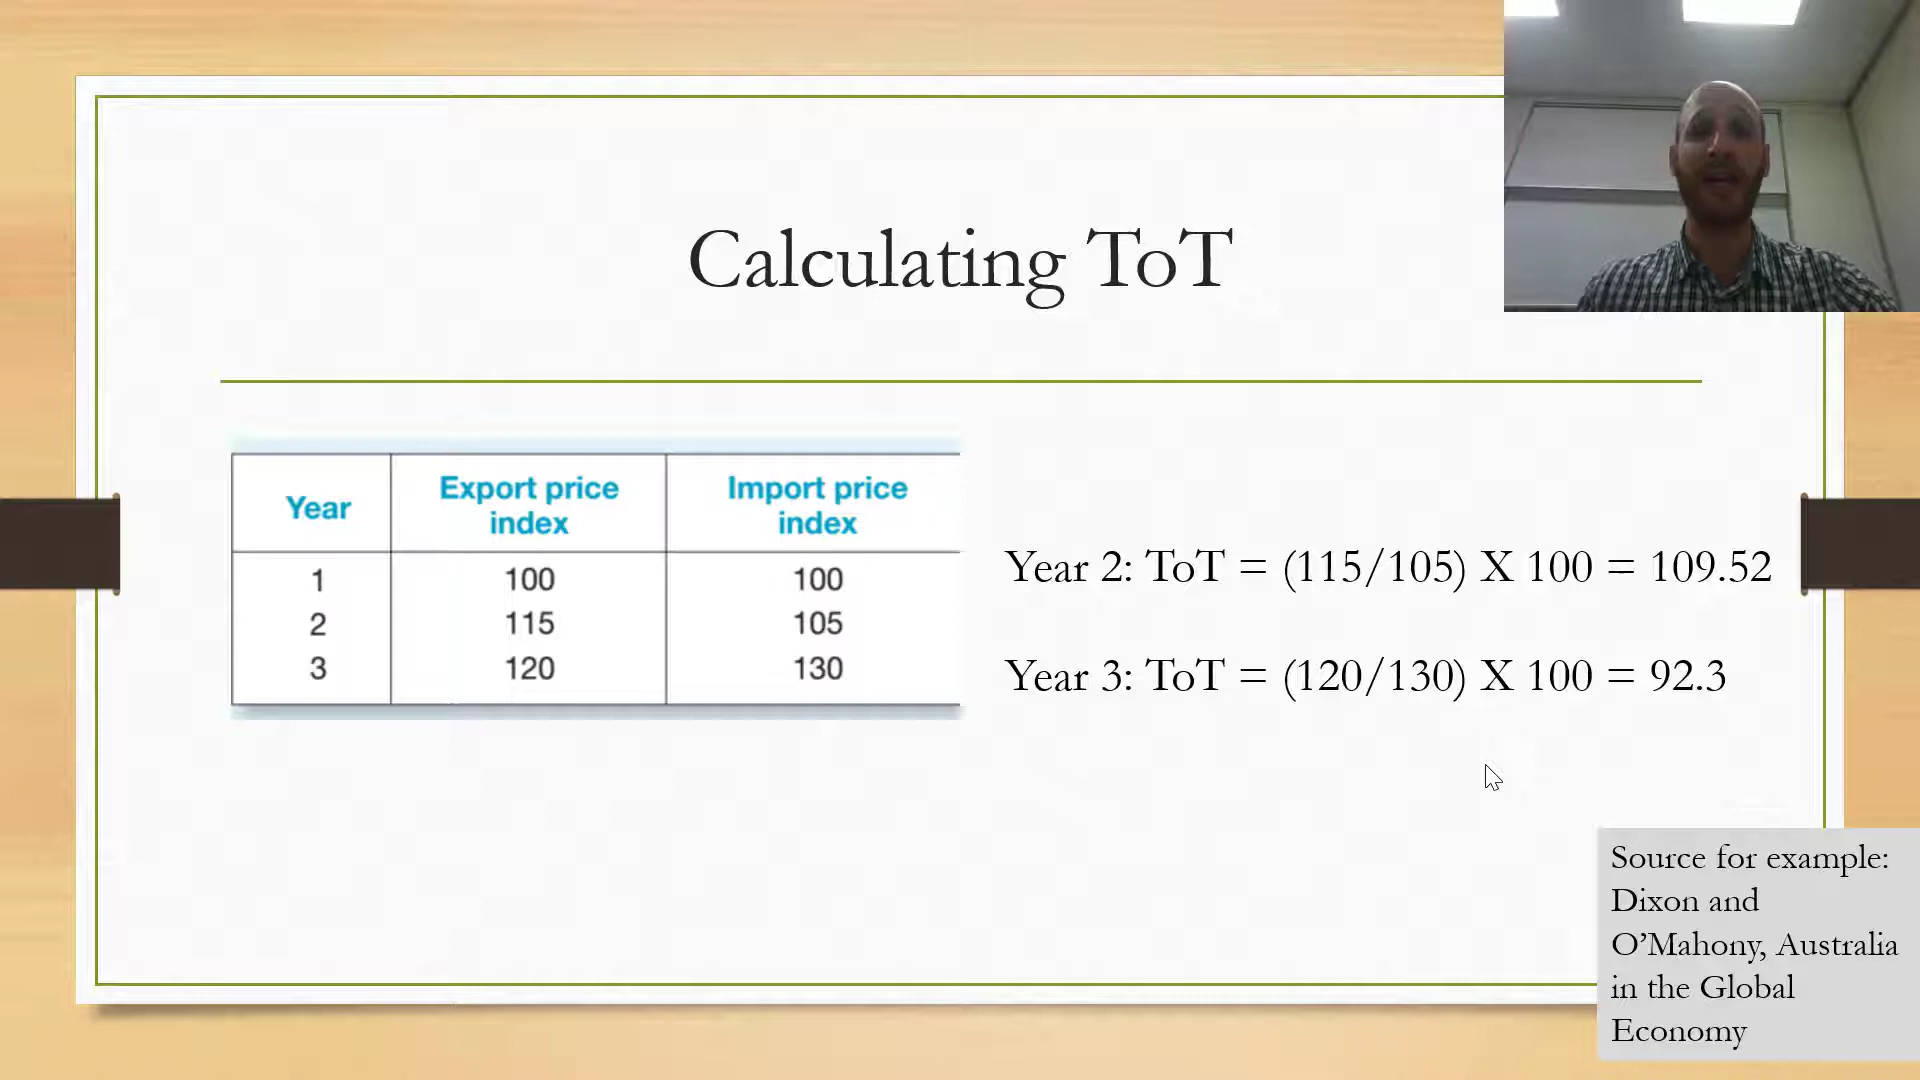 Calculating ToT
Year Export price index Import price index
1 100 100
2 115 105
3 120 130
Year 2: ToT = (115/105) X 100 = 109.52
Year 3: ToT = (120/130) X 100 = 92.3
Source for example:
Dixon and
O’Mahony, Australia
in the Global
Economy